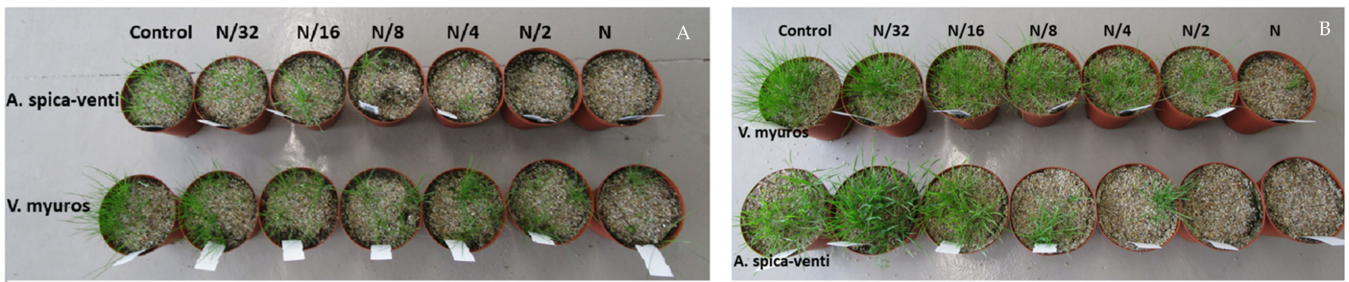 Control N/32 N/16 N/8 N/4 N/2 N A
A. spica-venti
V. myuros
Control N/32 N/16 N/8 N/4 N/2 N B
V. myuros
A. spica-venti